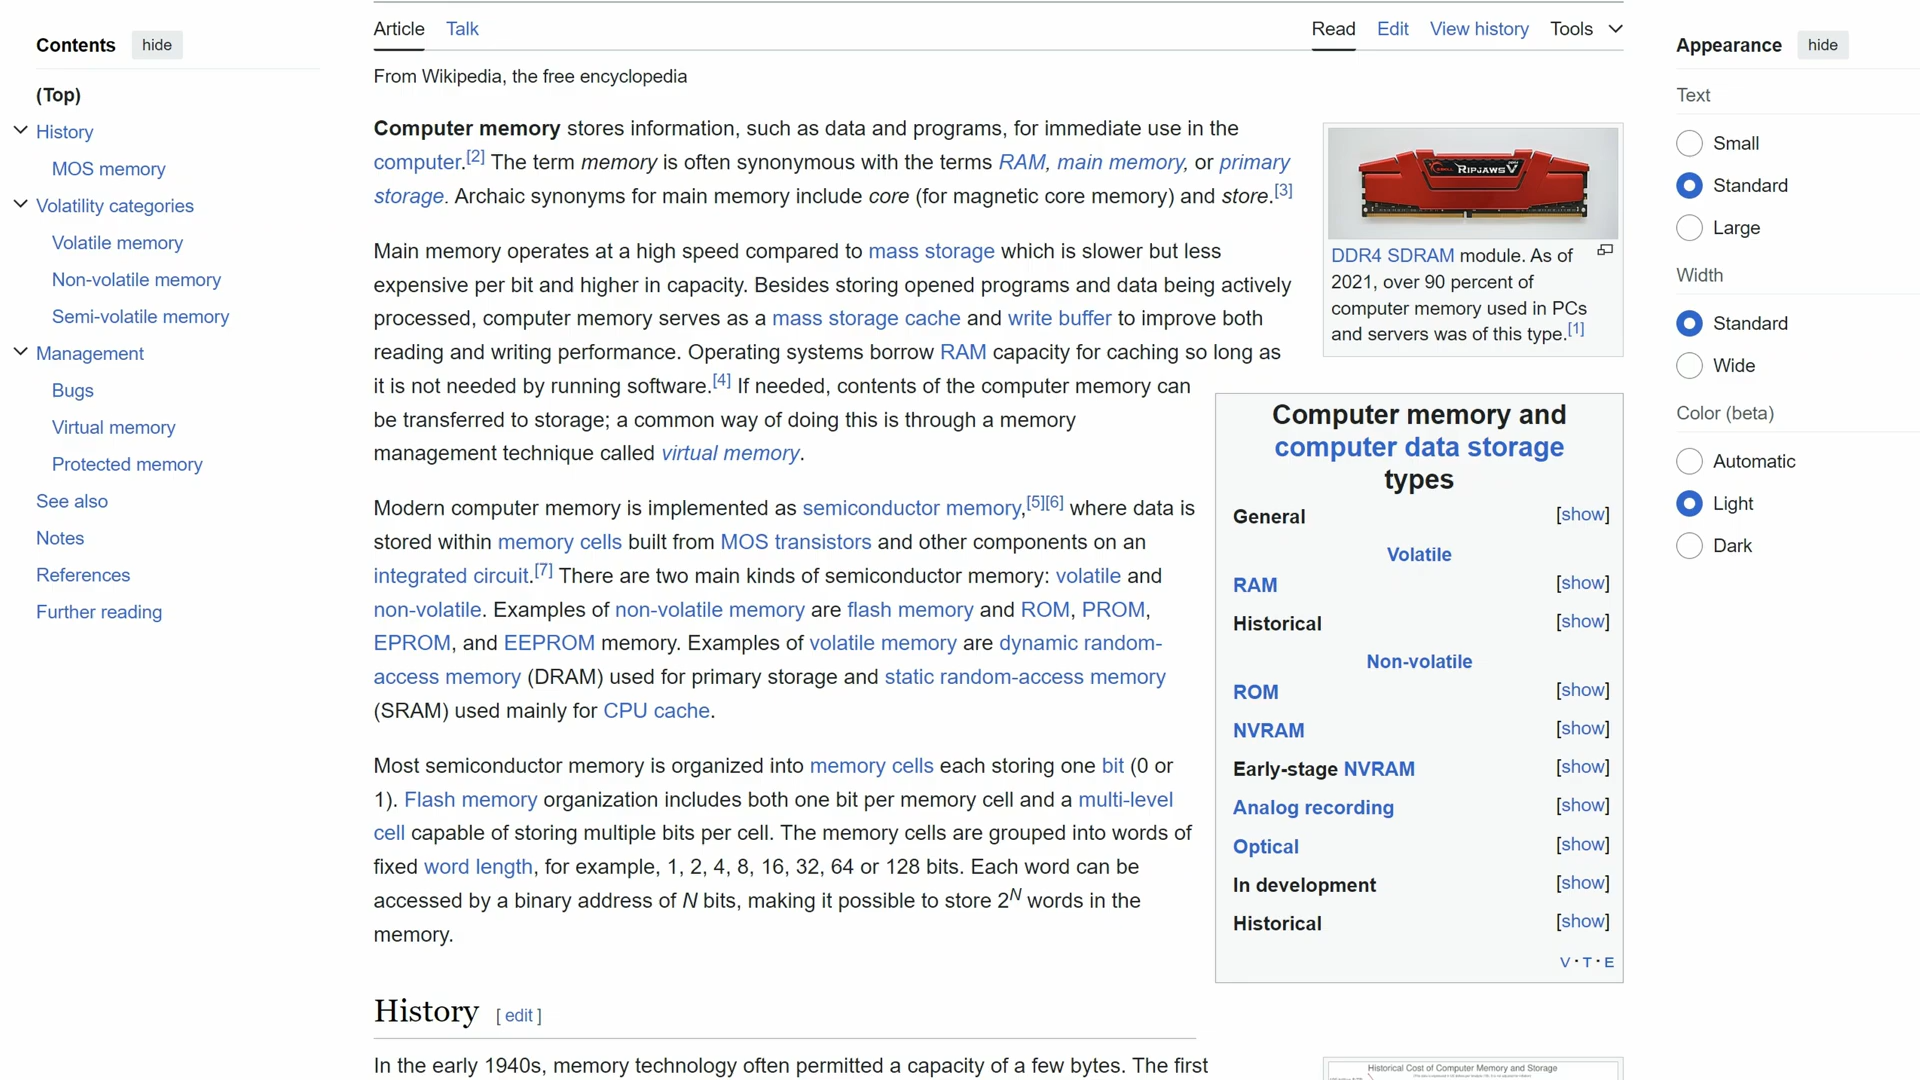 Contents hide
(Top)
History
MOS memory
Volatility categories
Volatile memory
Non-volatile memory
Semi-volatile memory
Management
Bugs
Virtual memory
Protected memory
See also
Notes
References
Further reading
Article Talk Read Edit View history Tools
From Wikipedia, the free encyclopedia
Computer memory stores information, such as data and programs, for immediate use in the
computer.[2] The term memory is often synonymous with the terms RAM, main memory, or primary
storage. Archaic synonyms for main memory include core (for magnetic core memory) and store.[3]
Main memory operates at a high speed compared to mass storage which is slower but less
expensive per bit and higher in capacity. Besides storing opened programs and data being actively
processed, computer memory serves as a mass storage cache and write buffer to improve both
reading and writing performance. Operating systems borrow RAM capacity for caching so long as
it is not needed by running software.[4] If needed, contents of the computer memory can
be transferred to storage; a common way of doing this is through a memory
management technique called virtual memory.
Modern computer memory is implemented as semiconductor memory,[5][6] where data is
stored within memory cells built from MOS transistors and other components on an
integrated circuit.[7] There are two main kinds of semiconductor memory: volatile and
non-volatile. Examples of non-volatile memory are flash memory and ROM, PROM,
EPROM, and EEPROM memory. Examples of volatile memory are dynamic random-
access memory (DRAM) used for primary storage and static random-access memory
(SRAM) used mainly for CPU cache.
Most semiconductor memory is organized into memory cells each storing one bit (0 or
1). Flash memory organization includes both one bit per memory cell and a multi-level
cell capable of storing multiple bits per cell. The memory cells are grouped into words of
fixed word length, for example, 1, 2, 4, 8, 16, 32, 64 or 128 bits. Each word can be
accessed by a binary address of N bits, making it possible to store 2^N words in the
memory.
History [ edit ]
In the early 1940s, memory technology often permitted a capacity of a few bytes. The first
RIPJAWS V
DDR4 SDRAM module. As of
2021, over 90 percent of
computer memory used in PCs
and servers was of this type.[1]
Computer memory and
computer data storage
types
General [show]
Volatile
RAM [show]
Historical [show]
Non-volatile
ROM [show]
NVRAM [show]
Early-stage NVRAM [show]
Analog recording [show]
Optical [show]
In development [show]
Historical [show]
V · T · E
Historical Cost of Computer Memory and Storage
Appearance hide
Text
Small
Standard
Large
Width
Standard
Wide
Color (beta)
Automatic
Light
Dark